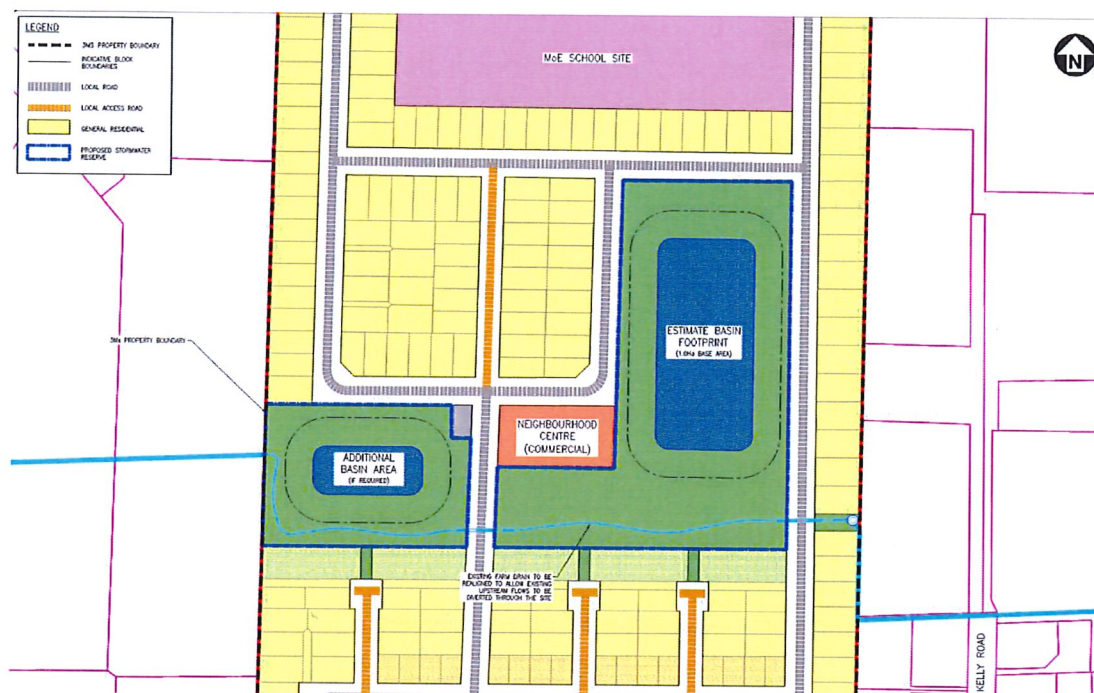 LEGEND
3MS PROPERTY BOUNDARY
INDICATIVE BLOCK
BOUNDARIES
LOCAL ROAD
LOCAL ACCESS ROAD
GENERAL RESIDENTIAL
PROPOSED STORMWATER
RESERVE
MoE SCHOOL SITE
N
ESTIMATE BASIN
FOOTPRINT
(1.0Ha BASE AREA)
3Ms PROPERTY BOUNDARY
NEIGHBOURHOOD
CENTRE
(COMMERCIAL)
ADDITIONAL
BASIN AREA
(IF REQUIRED)
EXISTING FARM DRAIN TO BE
REALIGNED TO ALLOW EXISTING
UPSTREAM FLOWS TO BE
DIVERTED THROUGH THE SITE
KELLY ROAD